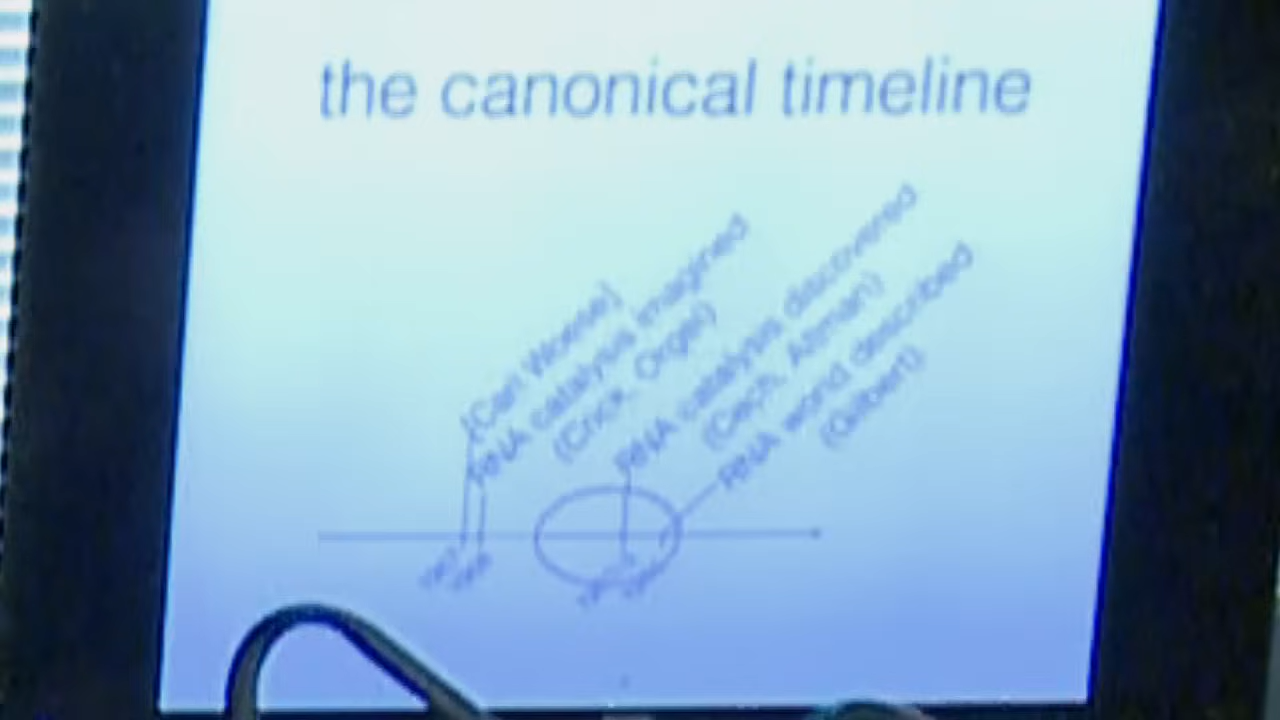 the canonical timeline
[Carl Woese]
RNA catalysis imagined
(Crick, Orgel)
RNA catalysis discovered
(Cech, Altman)
RNA world described
(Gilbert)